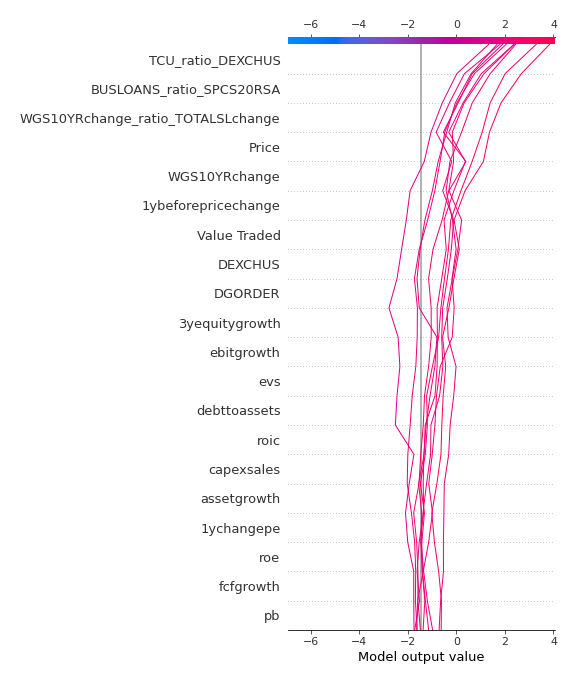 −6 −4 −2 0 2 4
TCU_ratio_DEXCHUS
BUSLOANS_ratio_SPCS20RSA
WGS10YRchange_ratio_TOTALSLchange
Price
WGS10YRchange
1ybeforepricechange
Value Traded
DEXCHUS
DGORDER
3yequitygrowth
ebitgrowth
evs
debttoassets
roic
capexsales
assetgrowth
1ychangepe
roe
fcfgrowth
pb
−6 −4 −2 0 2 4
Model output value